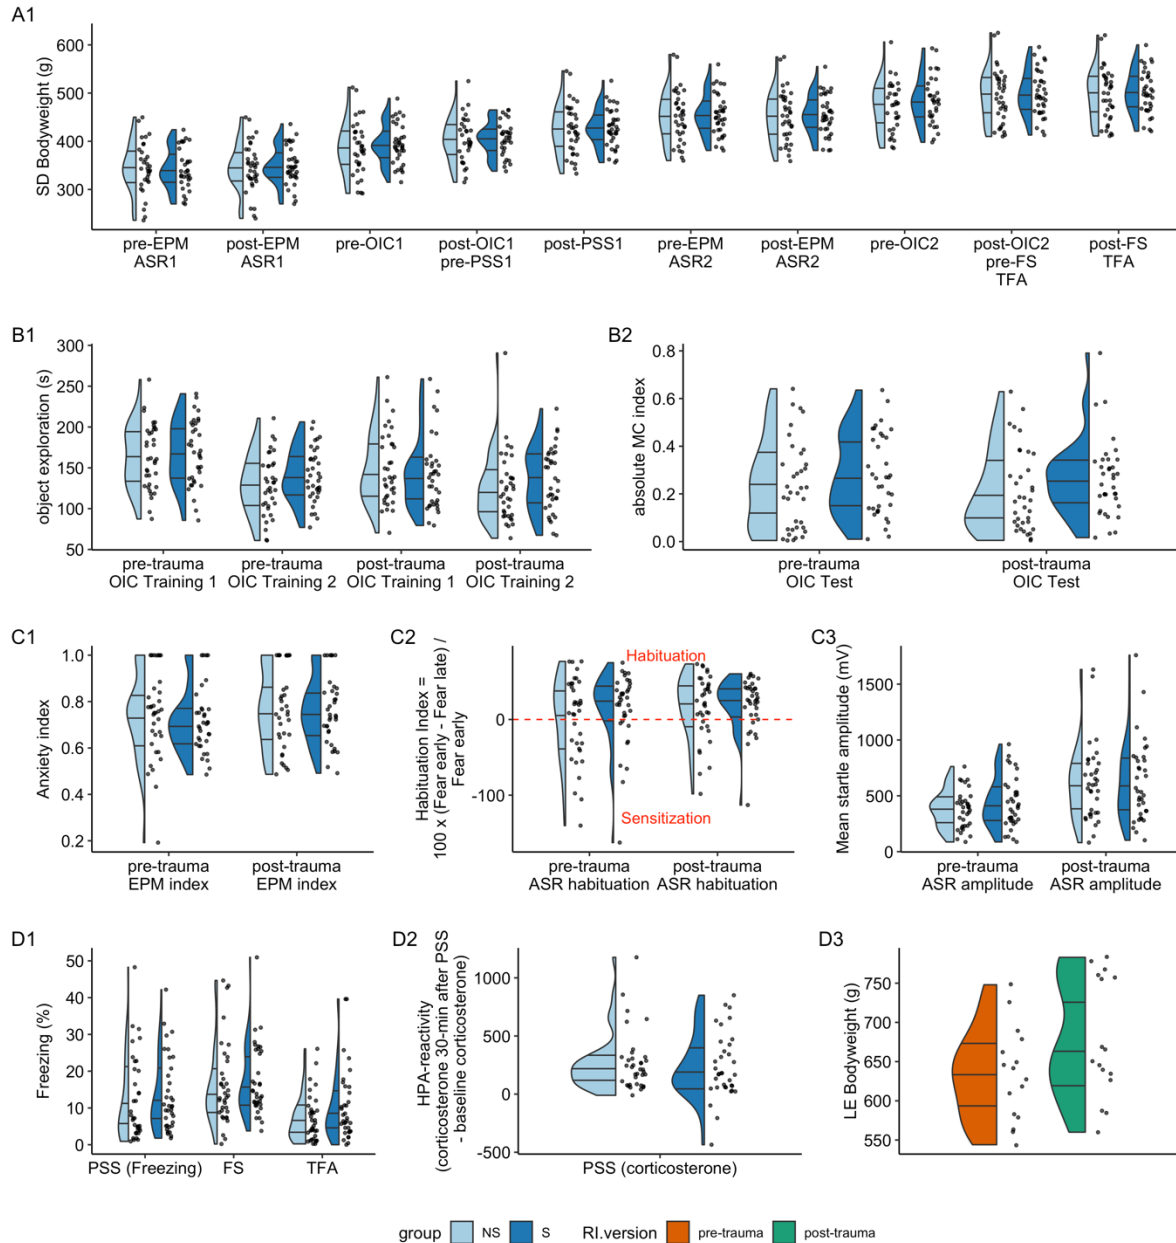 A1
SD Bodyweight (g)
600
500
400
300
pre-EPM
ASR1
post-EPM
ASR1
pre-OIC1
post-OIC1
pre-PSS1
post-PSS1
pre-EPM
ASR2
post-EPM
ASR2
pre-OIC2
post-OIC2
pre-FS
TFA
post-FS
TFA
B1
object exploration (s)
300
250
200
150
100
50
pre-trauma
OIC Training 1
pre-trauma
OIC Training 2
post-trauma
OIC Training 1
post-trauma
OIC Training 2
B2
absolute MC index
0.8
0.6
0.4
0.2
0.0
pre-trauma
OIC Test
post-trauma
OIC Test
C1
Anxiety index
1.0
0.8
0.6
0.4
0.2
pre-trauma
EPM index
post-trauma
EPM index
C2
Habituation Index =
100 x (Fear early - Fear late) /
Fear early
0
-100
Habituation
Sensitization
pre-trauma
ASR habituation
post-trauma
ASR habituation
C3
Mean startle amplitude (mV)
1500
1000
500
0
pre-trauma
ASR amplitude
post-trauma
ASR amplitude
D1
Freezing (%)
50
40
30
20
10
0
PSS (Freezing)
FS
TFA
D2
HPA-reactivity
(corticosterone 30-min after PSS
- baseline corticosterone)
1000
500
0
-500
PSS (corticosterone)
D3
LE Bodyweight (g)
750
700
650
600
550
group NS S RI.version pre-trauma post-trauma